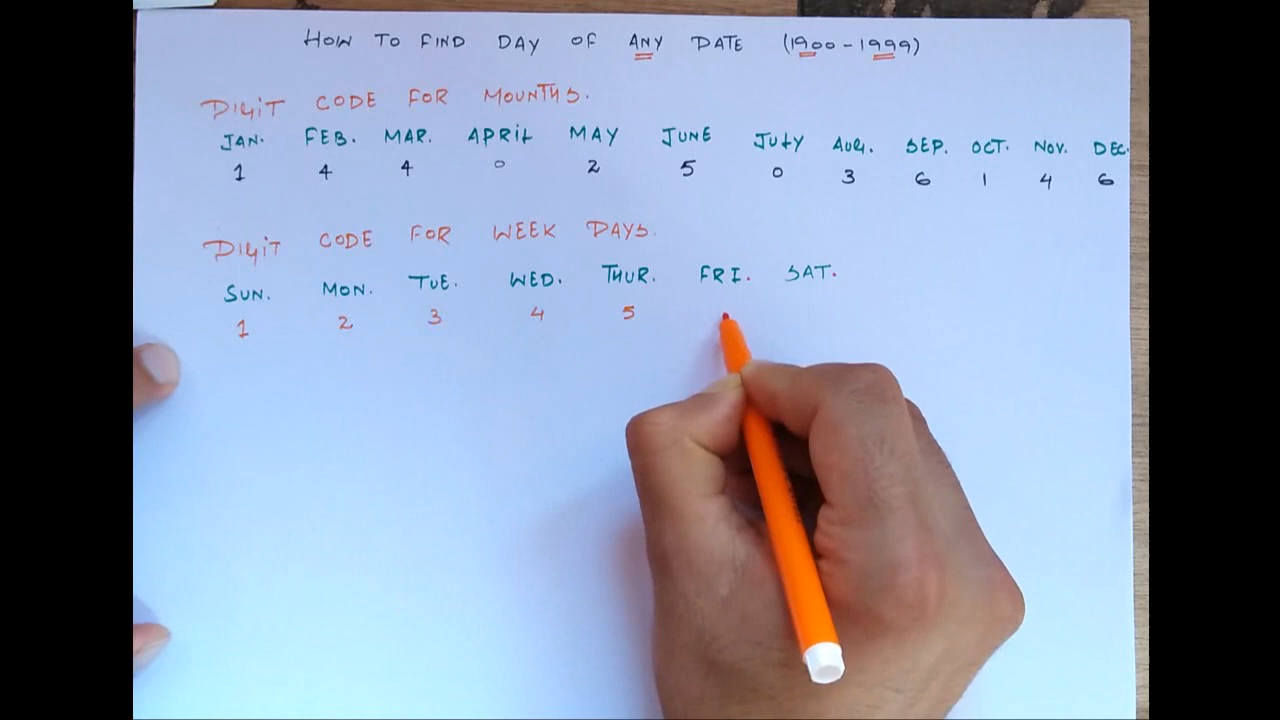 HOW TO FIND DAY OF ANY DATE (1900-1999)
DIGIT CODE FOR MOUNTHS.
JAN. FEB. MAR. APRIL MAY JUNE JULY AUG. SEP. OCT. NOV. DEC.
1 4 4 0 2 5 0 3 6 1 4 6
DIGIT CODE FOR WEEK DAYS.
SUN. MON. TUE. WED. THUR. FRI. SAT.
1 2 3 4 5